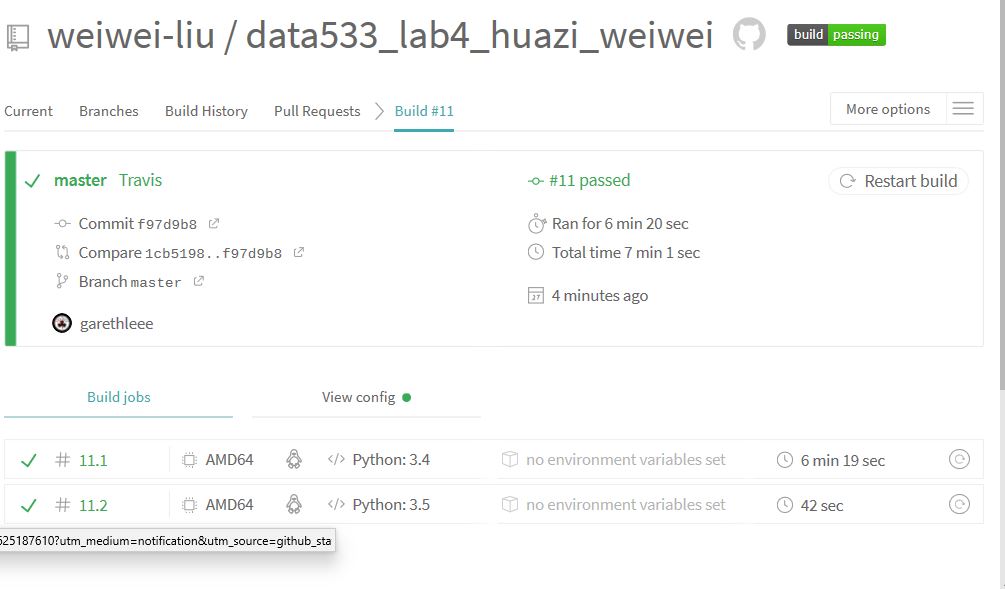 weiwei-liu / data533_lab4_huazi_weiwei build passing
Current Branches Build History Pull Requests Build #11 More options
master Travis #11 passed Restart build
Commit f97d9b8 Ran for 6 min 20 sec
Compare 1cb5198..f97d9b8 Total time 7 min 1 sec
Branch master 4 minutes ago
garethleee
Build jobs View config
# 11.1 AMD64 </> Python: 3.4 no environment variables set 6 min 19 sec
# 11.2 AMD64 </> Python: 3.5 no environment variables set 42 sec
625187610?utm_medium=notification&utm_source=github_sta